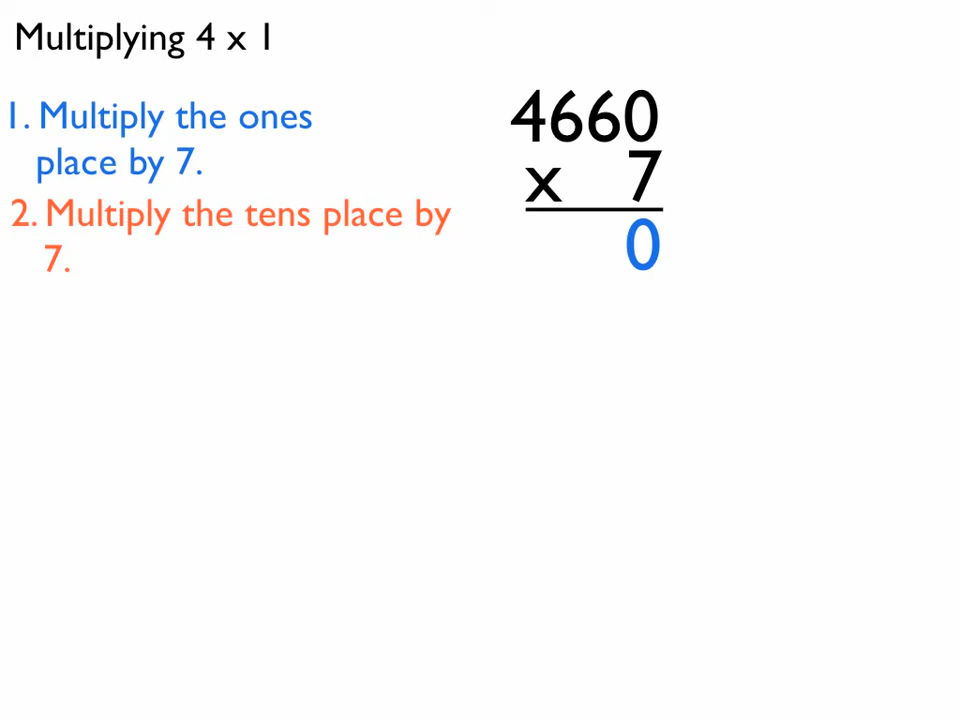 Multiplying 4 x 1
1. Multiply the ones
place by 7.
2. Multiply the tens place by
7.
4660
x 7
0